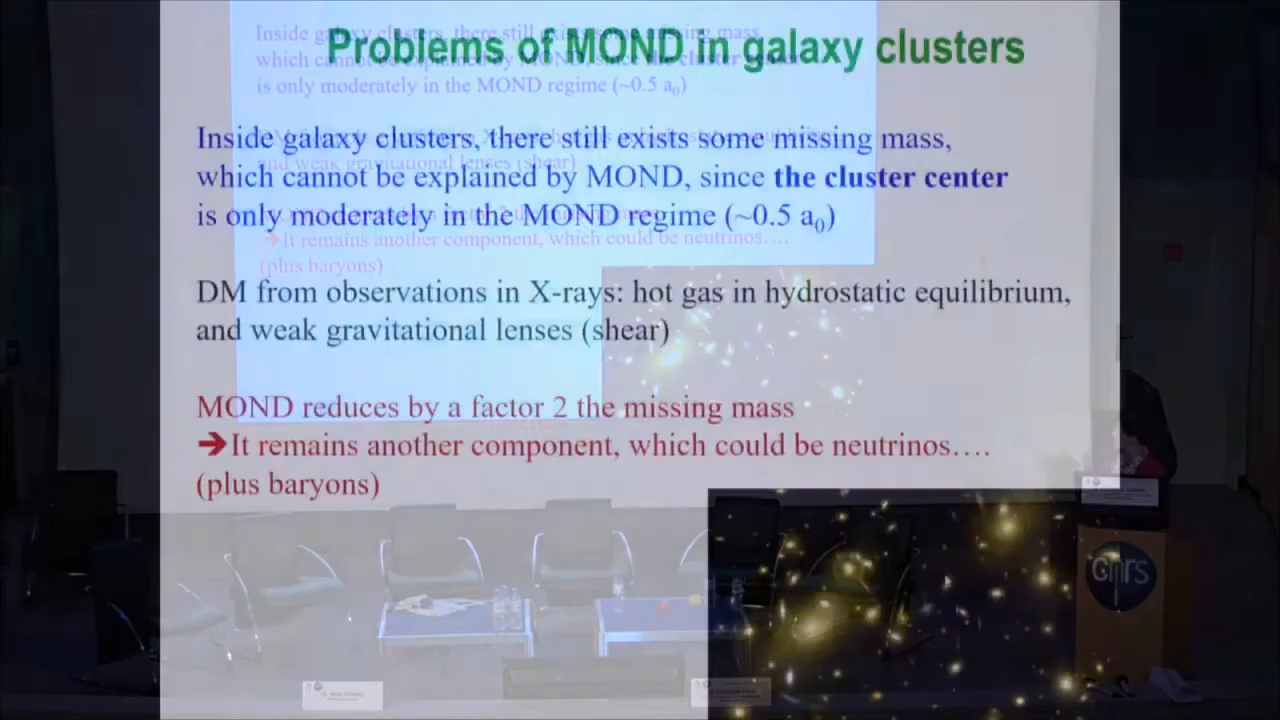 Problems of MOND in galaxy clusters
Inside galaxy clusters, there still exists some missing mass,
which cannot be explained by MOND, since the cluster center
is only moderately in the MOND regime (~0.5 a₀)
DM from observations in X-rays: hot gas in hydrostatic equilibrium,
and weak gravitational lenses (shear)
MOND reduces by a factor 2 the missing mass
➔It remains another component, which could be neutrinos….
(plus baryons)
Inside galaxy clusters, there still exists some missing mass,
which cannot be explained by MOND, since the cluster center
is only moderately in the MOND regime (~0.5 a₀)
and weak gravitational lenses (shear)
➔It remains another component, which could be neutrinos….
(plus baryons)
cnrs